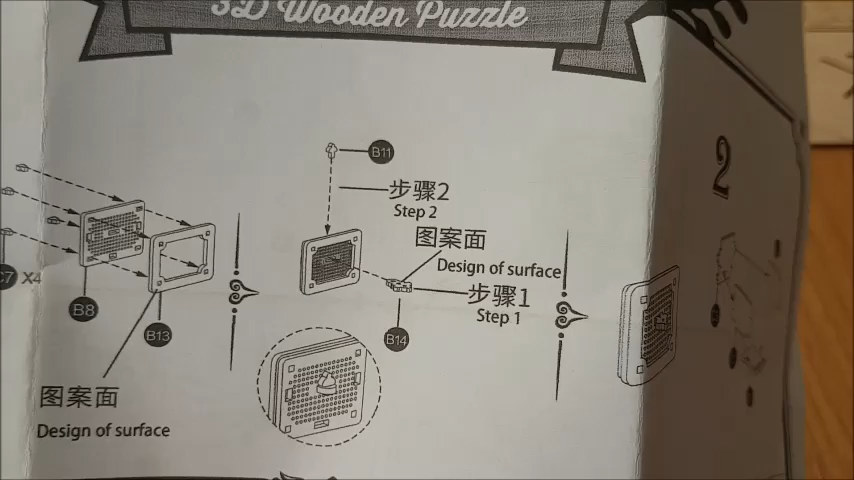 3D Wooden Puzzle
B11
步骤2
Step 2
图案面
Design of surface
步骤1
Step 1
B14
2
C7 X4
B8
B13
图案面
Design of surface